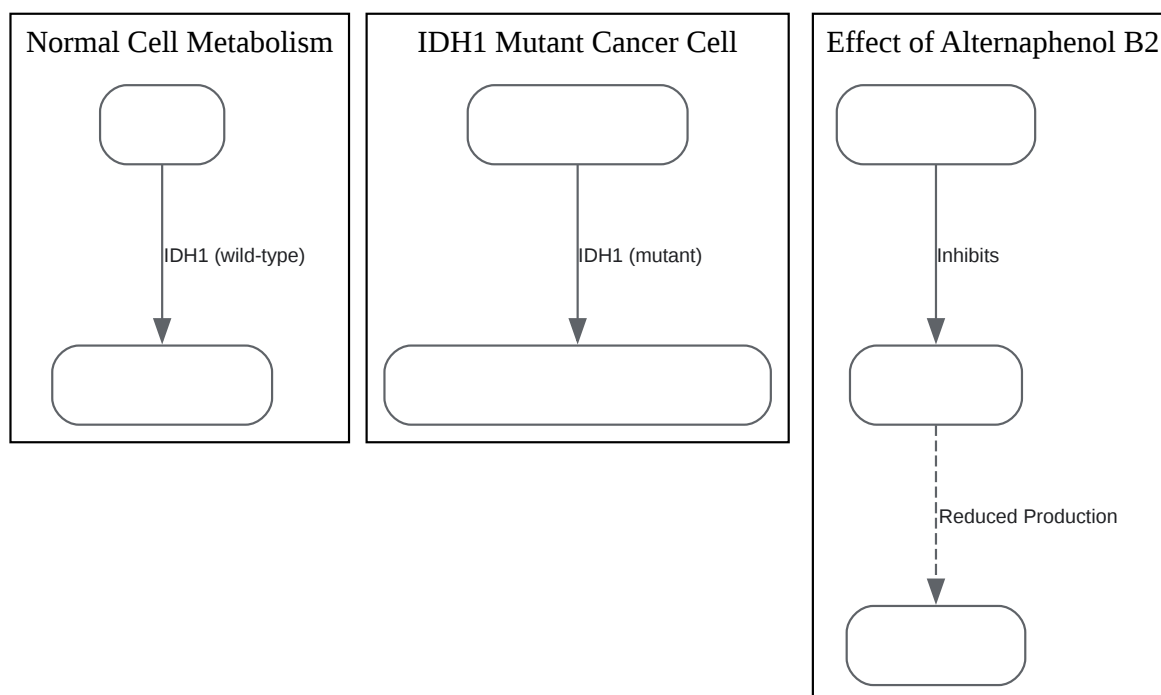 Normal Cell Metabolism
IDH1 (wild-type)
IDH1 Mutant Cancer Cell
IDH1 (mutant)
Effect of Alternaphenol B2
Inhibits
Reduced Production